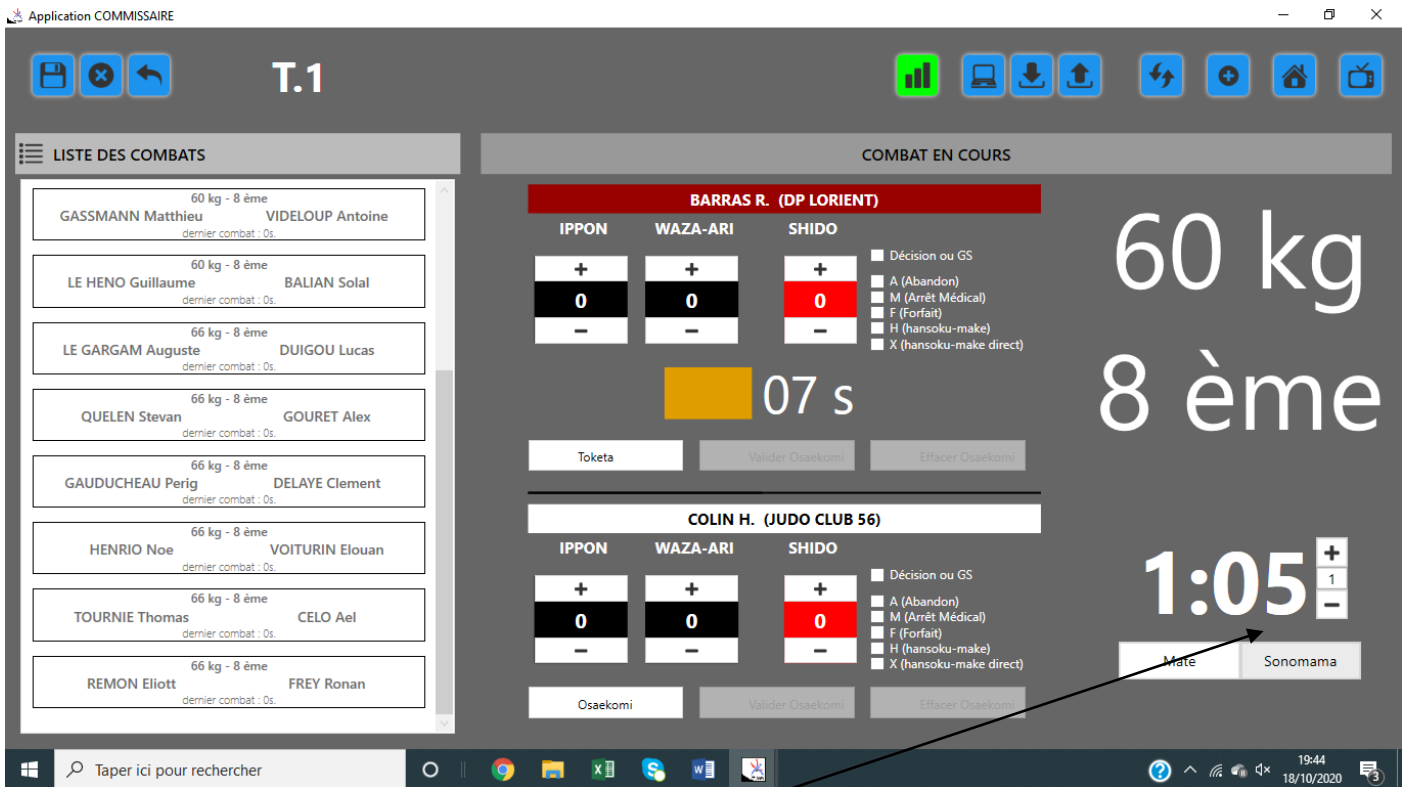 Application COMMISSAIRE
T.1
LISTE DES COMBATS
60 kg - 8 ème
GASSMANN Matthieu VIDELOUP Antoine
dernier combat : 0s.
60 kg - 8 ème
LE HENO Guillaume BALIAN Solal
dernier combat : 0s.
66 kg - 8 ème
LE GARGAM Auguste DUIGOU Lucas
dernier combat : 0s.
66 kg - 8 ème
QUELEN Stevan GOURET Alex
dernier combat : 0s.
66 kg - 8 ème
GAUDUCHEAU Perig DELAYE Clement
dernier combat : 0s.
66 kg - 8 ème
HENRIO Noe VOITURIN Elouan
dernier combat : 0s.
66 kg - 8 ème
TOURNIE Thomas CELO Ael
dernier combat : 0s.
66 kg - 8 ème
REMON Eliott FREY Ronan
dernier combat : 0s.
COMBAT EN COURS
BARRAS R. (DP LORIENT)
IPPON WAZA-ARI SHIDO
Décision ou GS
+ + +
A (Abandon)
0 0 0
M (Arrêt Médical)
F (Forfait)
− − −
H (hansoku-make)
X (hansoku-make direct)
07 s
Toketa Valider Osaekomi Effacer Osaekomi
COLIN H. (JUDO CLUB 56)
IPPON WAZA-ARI SHIDO
Décision ou GS
+ + +
A (Abandon)
0 0 0
M (Arrêt Médical)
F (Forfait)
− − −
H (hansoku-make)
X (hansoku-make direct)
Osaekomi Valider Osaekomi Effacer Osaekomi
60 kg
8 ème
1:05
+
1
−
Mate Sonomama
Taper ici pour rechercher
19:44
18/10/2020
3